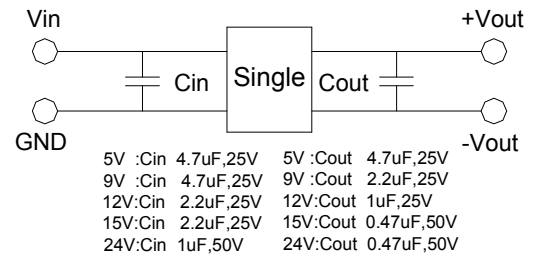 Vin +Vout
Cin Single Cout
GND -Vout
5V :Cin 4.7uF,25V 5V :Cout 4.7uF,25V
9V :Cin 4.7uF,25V 9V :Cout 2.2uF,25V
12V:Cin 2.2uF,25V 12V:Cout 1uF,25V
15V:Cin 2.2uF,25V 15V:Cout 0.47uF,50V
24V:Cin 1uF,50V 24V:Cout 0.47uF,50V